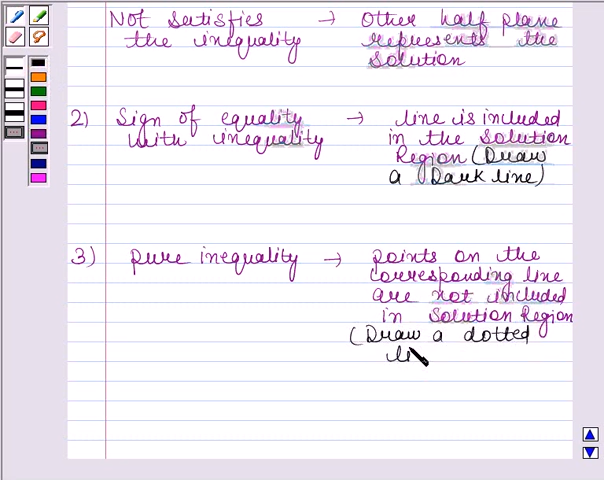 Not satisfies → Other half plane
the inequality represents the
solution
2) Sign of equality → line is included
with inequality in the solution
Region (Draw
a Dark line)
3) Pure inequality → points on the
corresponding line
are not included
in solution Region
(Draw a dotted
li